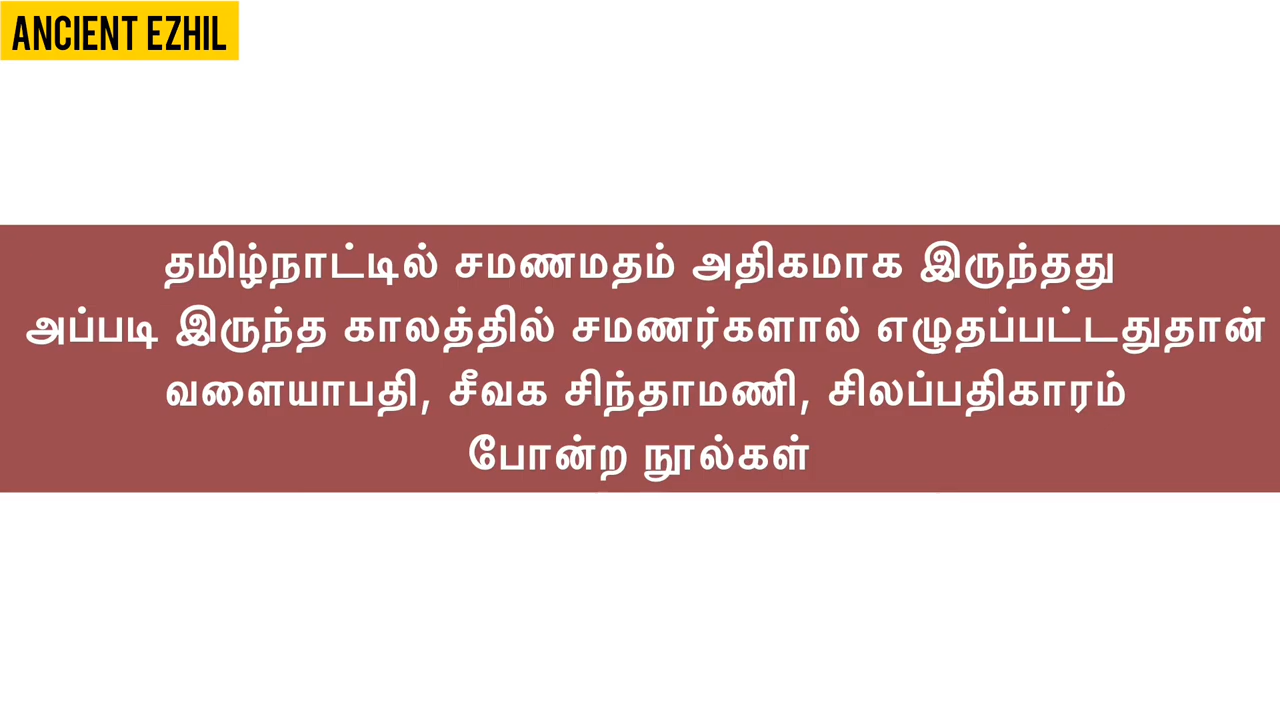 ANCIENT EZHIL
தமிழ்நாட்டில் சமணமதம் அதிகமாக இருந்தது
அப்படி இருந்த காலத்தில் சமணர்களால் எழுதப்பட்டதுதான்
வளையாபதி, சீவக சிந்தாமணி, சிலப்பதிகாரம்
போன்ற நூல்கள்